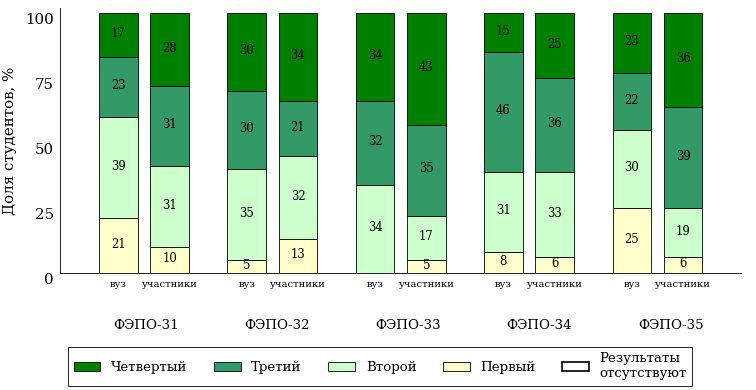 100
75
50
25
0
Доля студентов, %
17 28 30 34 34 43 15 25 23 36
23 31 30 21 32 35 46 36 22 39
39 31 35 32 34 17 31 33 30 19
21 10 5 13 5 8 6 25 6
вуз участники вуз участники вуз участники вуз участники вуз участники
ФЭПО-31 ФЭПО-32 ФЭПО-33 ФЭПО-34 ФЭПО-35
Четвертый Третий Второй Первый Результаты
отсутствуют